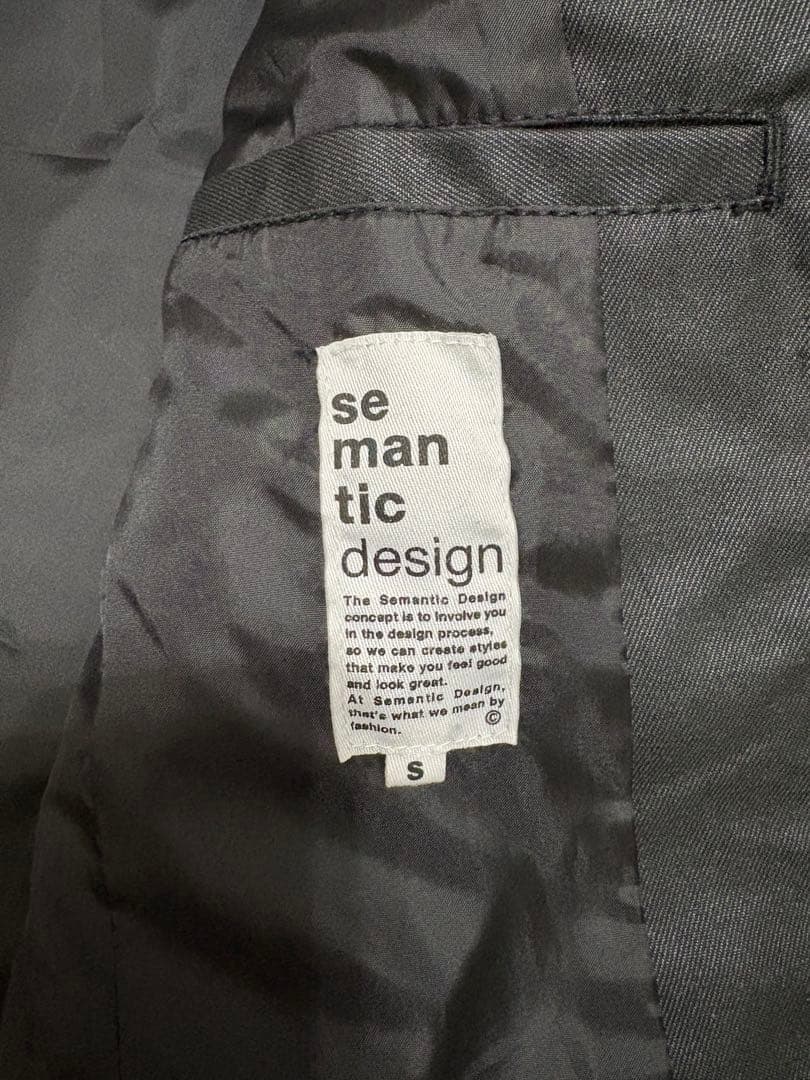 se
man
tic
design
The Semantic Design
concept is to involve you
in the design process,
so we can create styles
that make you feel good
and look great.
At Semantic Design,
that's what we mean by
fashion. ©
S